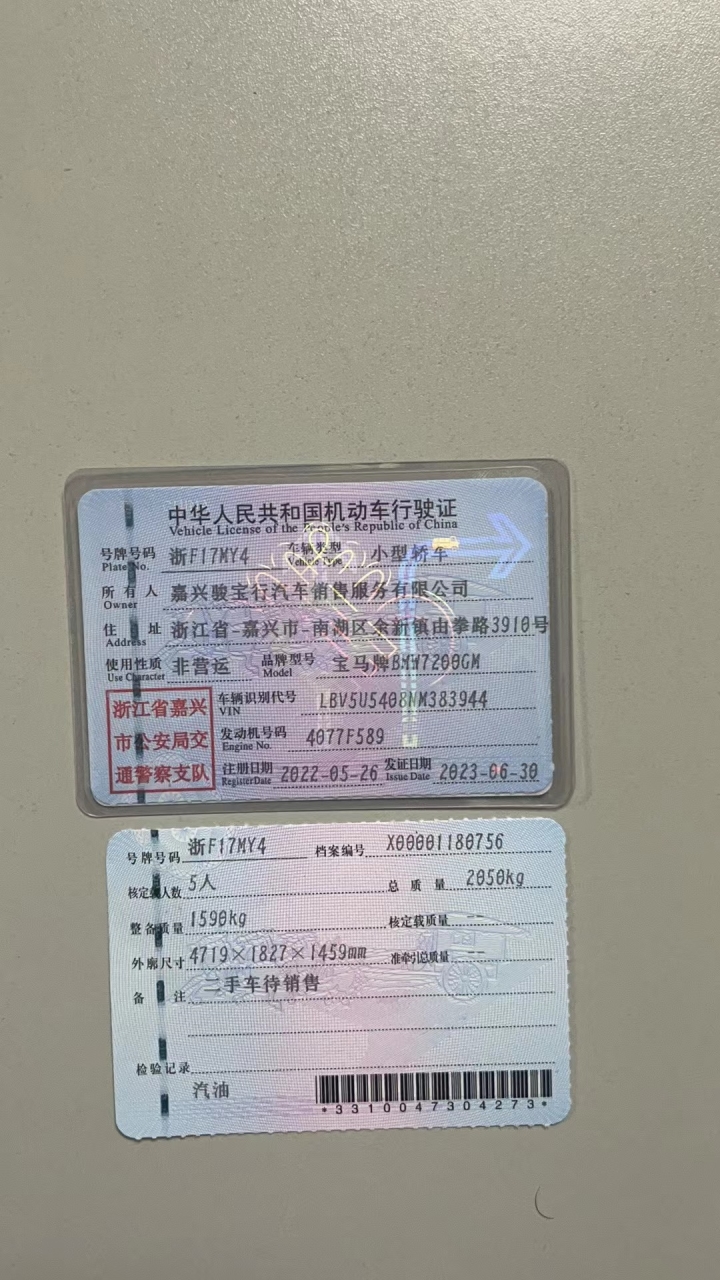 中华人民共和国机动车行驶证
Vehicle License of the People's Republic of China
号牌号码 浙F17MY4 车辆类型 小型轿车
Plate No. Vehicle Type
所有人 嘉兴骏宝行汽车销售服务有限公司
Owner
住址 浙江省-嘉兴市-南湖区余新镇由拳路3910号
Address
使用性质 非营运 品牌型号 宝马牌BMW7200GM
Use Character Model
浙江省嘉兴
市公安局交
通警察支队
车辆识别代号 LBV5U5408NM383944
VIN
发动机号码 4077F589
Engine No.
注册日期 2022-05-26 发证日期 2023-06-30
Register Date Issue Date
号牌号码 浙F17MY4 档案编号 X00001180756
核定载人数 5人 总质量 2050kg
整备质量 1590kg 核定载质量 --
外廓尺寸 4719×1827×1459mm 准牵引总质量 --
备注 二手车待销售
检验记录
汽油
*3310047304273*